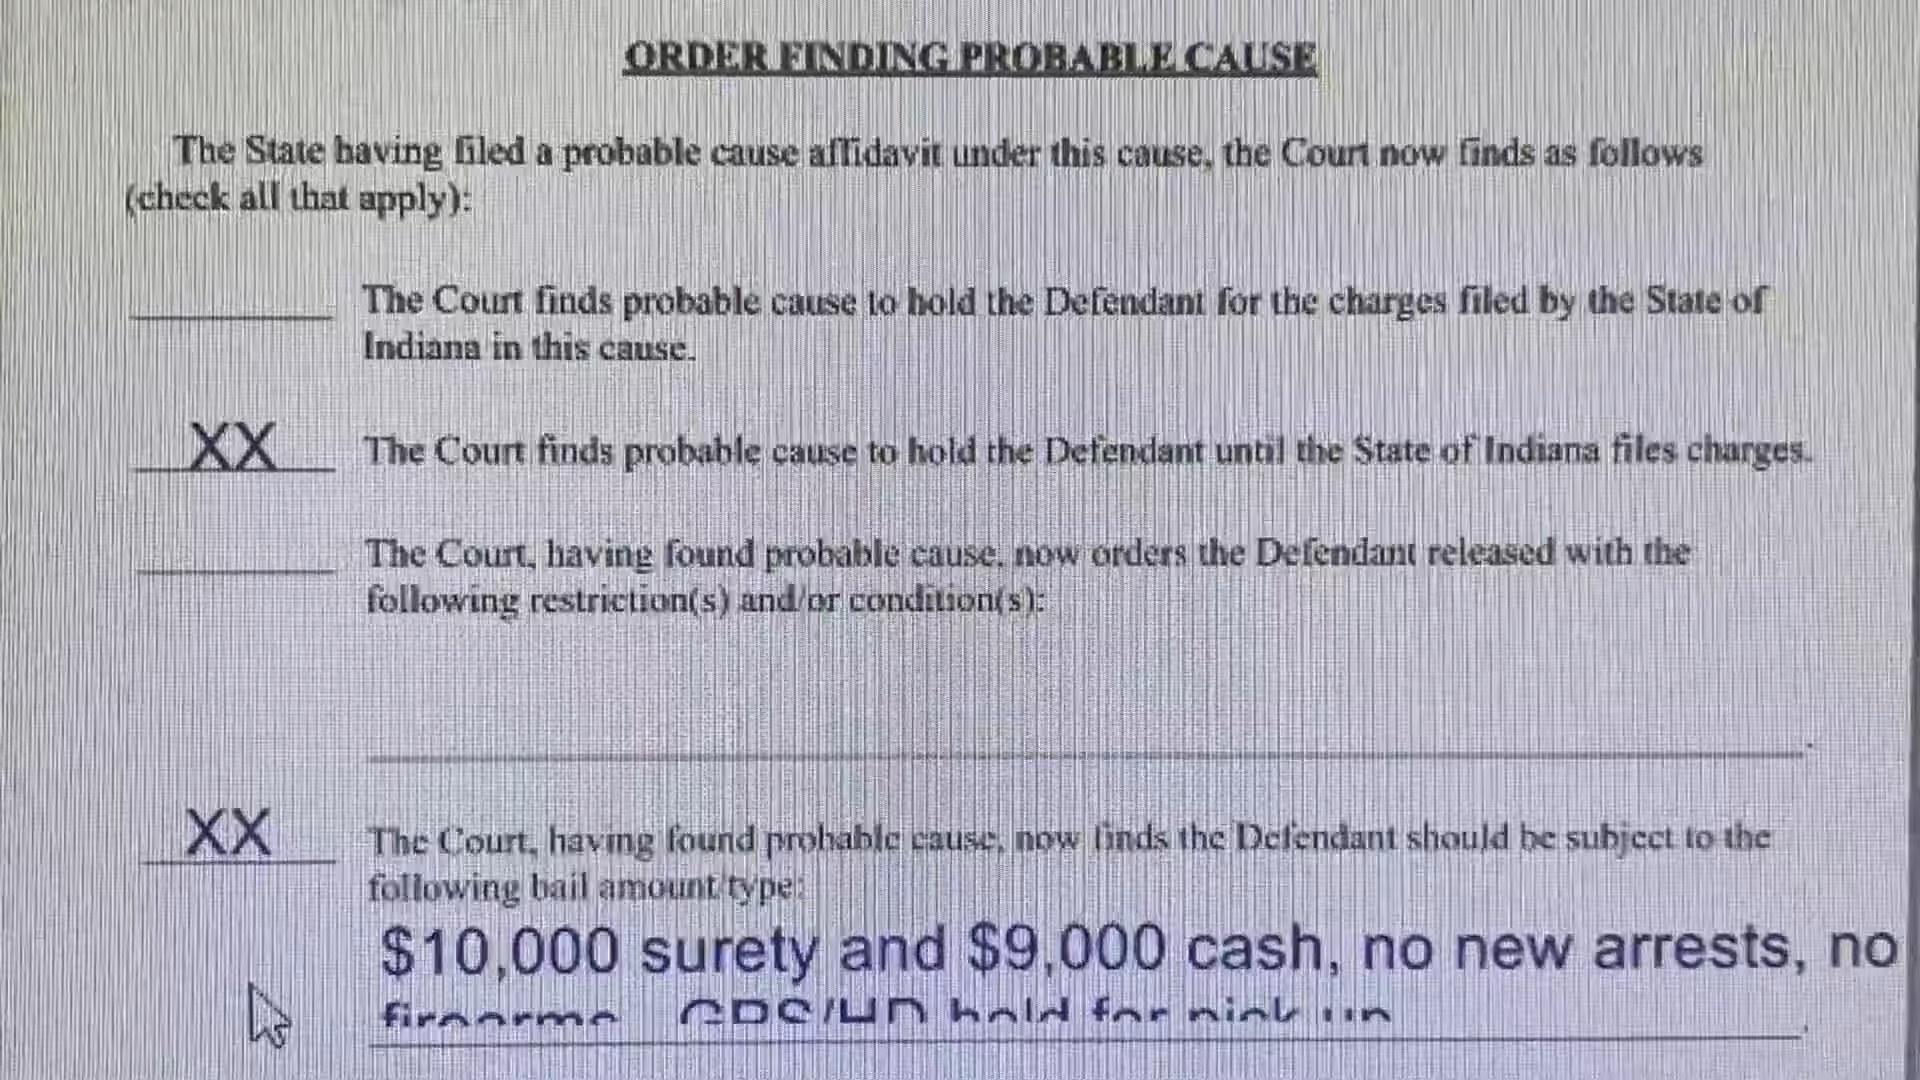 ORDER FINDING PROBABLE CAUSE
The State having filed a probable cause affidavit under this cause, the Court now finds as follows
(check all that apply):
The Court finds probable cause to hold the Defendant for the charges filed by the State of
Indiana in this cause.
XX The Court finds probable cause to hold the Defendant until the State of Indiana files charges.
The Court, having found probable cause, now orders the Defendant released with the
following restriction(s) and/or condition(s):
XX The Court, having found probable cause, now finds the Defendant should be subject to the
following bail amount/type:
$10,000 surety and $9,000 cash, no new arrests, no
firearms hold for pick up